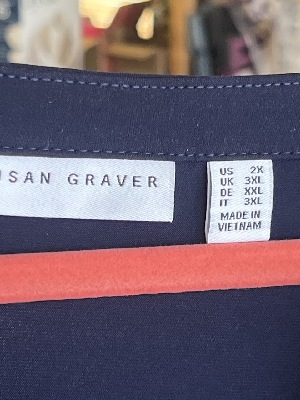 USAN GRAVER
US 2X
UK 3XL
DE XXL
IT 3XL
MADE IN
VIETNAM